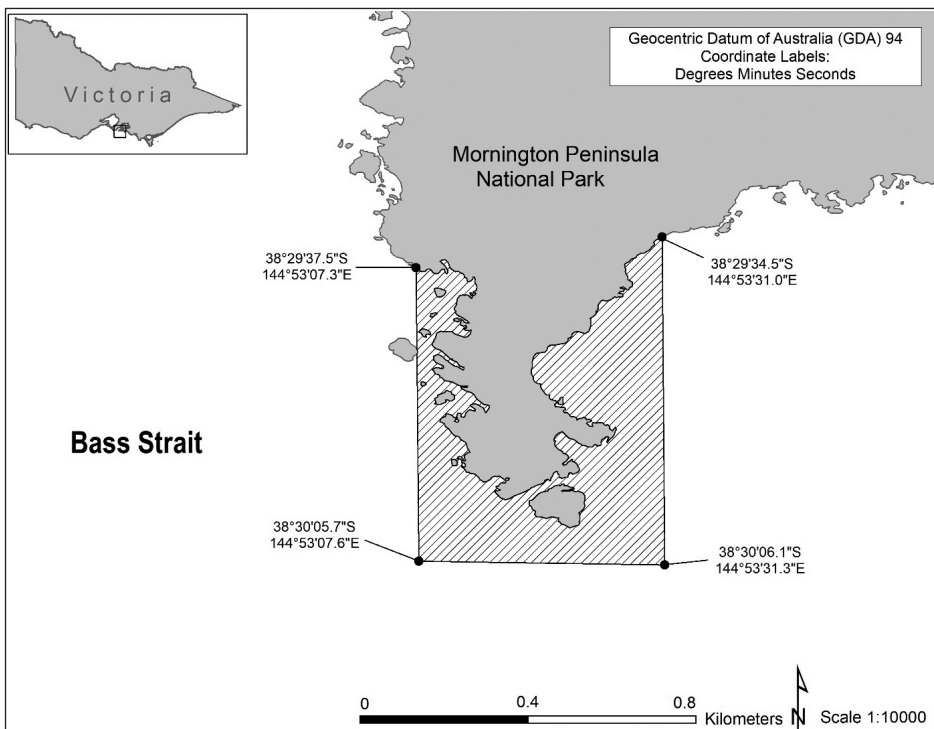 Victoria
Geocentric Datum of Australia (GDA) 94
Coordinate Labels:
Degrees Minutes Seconds
Mornington Peninsula
National Park
38°29'37.5"S
144°53'07.3"E
38°29'34.5"S
144°53'31.0"E
Bass Strait
38°30'05.7"S
144°53'07.6"E
38°30'06.1"S
144°53'31.3"E
0 0.4 0.8
Kilometers N Scale 1:10000